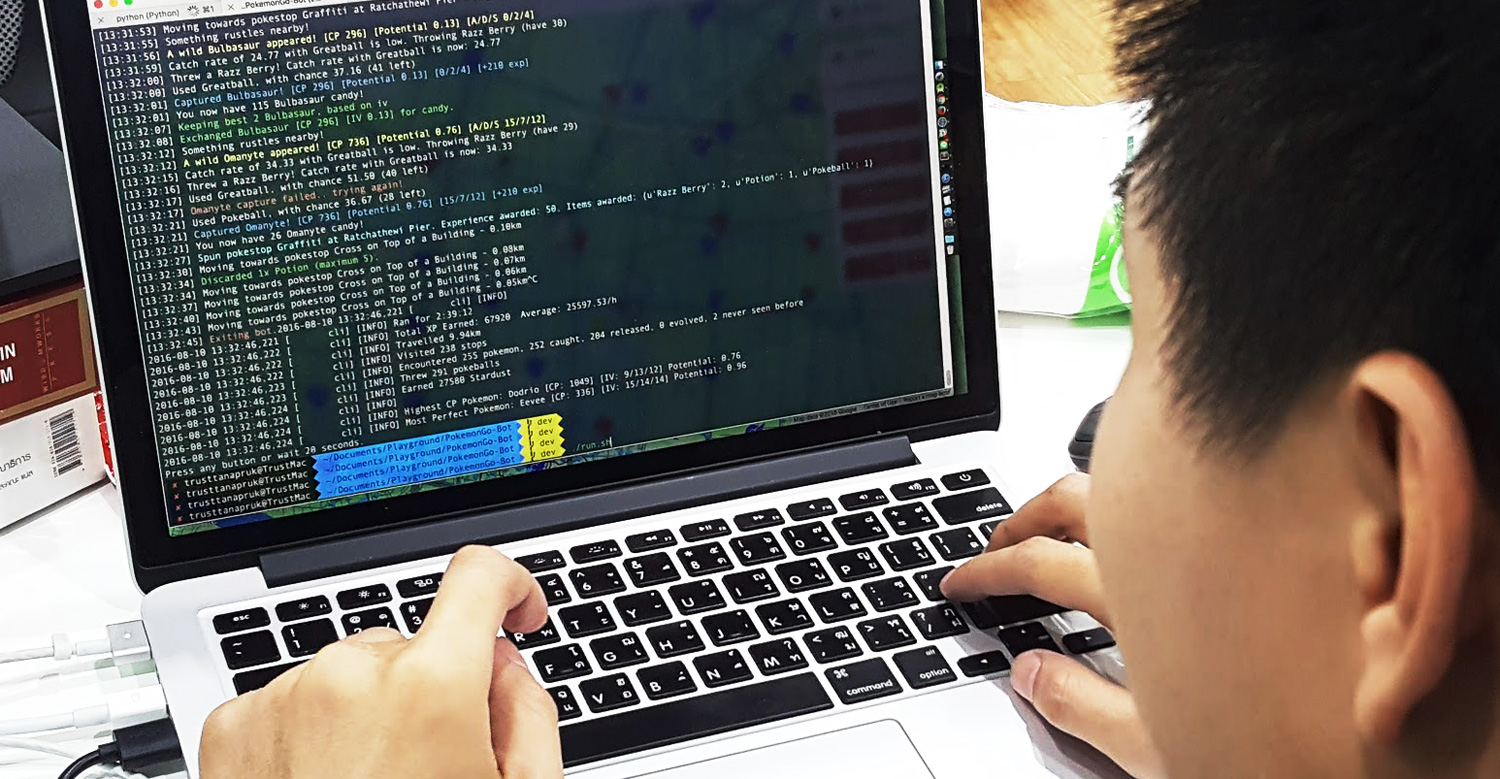 python (Python) ⌘1
[13:31:53] Moving towards pokestop Graffiti at Ratchathewi Pier
[13:31:55] Something rustles nearby!
[13:31:56] A wild Bulbasaur appeared! [CP 296] [Potential 0.13] [A/D/S 0/2/4]
[13:31:59] Catch rate of 24.77 with Greatball is low. Throwing Razz Berry (have 30)
[13:32:00] Threw a Razz Berry! Catch rate with Greatball is now: 24.77
[13:32:00] Used Greatball, with chance 37.16 (41 left)
[13:32:01] Captured Bulbasaur! [CP 296] [Potential 0.13] [0/2/4] [+210 exp]
[13:32:01] You now have 115 Bulbasaur candy!
[13:32:07] Keeping best 2 Bulbasaur, based on iv
[13:32:08] Exchanged Bulbasaur [CP 296] [IV 0.13] for candy.
[13:32:12] Something rustles nearby!
[13:32:12] A wild Omanyte appeared! [CP 736] [Potential 0.76] [A/D/S 15/7/12]
[13:32:15] Catch rate of 34.33 with Greatball is low. Throwing Razz Berry (have 29)
[13:32:16] Threw a Razz Berry! Catch rate with Greatball is now: 34.33
[13:32:17] Used Greatball, with chance 51.50 (40 left)
[13:32:17] Omanyte capture failed.. trying again!
[13:32:21] Used Pokeball, with chance 36.67 (28 left)
[13:32:21] Captured Omanyte! [CP 736] [Potential 0.76] [15/7/12] [+210 exp]
[13:32:21] You now have 26 Omanyte candy!
[13:32:27] Spun pokestop Graffiti at Ratchathewi Pier. Experience awarded: 50. Items awarded: {u'Razz Berry': 2, u'Potion': 1, u'Pokeball': 1}
[13:32:30] Moving towards pokestop Cross on Top of a Building - 0.10km
[13:32:34] Discarded 1x Potion (maximum 5).
[13:32:34] Moving towards pokestop Cross on Top of a Building - 0.08km
[13:32:37] Moving towards pokestop Cross on Top of a Building - 0.07km
[13:32:40] Moving towards pokestop Cross on Top of a Building - 0.06km
[13:32:43] Moving towards pokestop Cross on Top of a Building - 0.05km^C
[13:32:45] Exiting bot.2016-08-10 13:32:46,221 [ cli] [INFO]
2016-08-10 13:32:46,221 [ cli] [INFO] Ran for 2:39:12
2016-08-10 13:32:46,222 [ cli] [INFO] Total XP Earned: 67920 Average: 25597.53/h
2016-08-10 13:32:46,222 [ cli] [INFO] Travelled 9.94km
2016-08-10 13:32:46,222 [ cli] [INFO] Visited 238 stops
2016-08-10 13:32:46,223 [ cli] [INFO] Encountered 255 pokemon, 252 caught, 204 released, 0 evolved, 2 never seen before
2016-08-10 13:32:46,223 [ cli] [INFO] Threw 291 pokeballs
2016-08-10 13:32:46,224 [ cli] [INFO] Earned 27580 Stardust
2016-08-10 13:32:46,224 [ cli] [INFO]
2016-08-10 13:32:46,224 [ cli] [INFO] Highest CP Pokemon: Dodrio [CP: 1049] [IV: 9/13/12] Potential: 0.76
2016-08-10 13:32:46,224 [ cli] [INFO] Most Perfect Pokemon: Eevee [CP: 336] [IV: 15/14/14] Potential: 0.96
Press any button or wait 20 seconds.
trusttanapruk@TrustMac ~/Documents/Playground/PokemonGo-Bot dev
trusttanapruk@TrustMac ~/Documents/Playground/PokemonGo-Bot dev
trusttanapruk@TrustMac ~/Documents/Playground/PokemonGo-Bot dev
trusttanapruk@TrustMac ~/Documents/Playground/PokemonGo-Bot dev ./run.sh
esc
delete
R T Y U I O P
F G H J K L
V B N M
command
option
alt